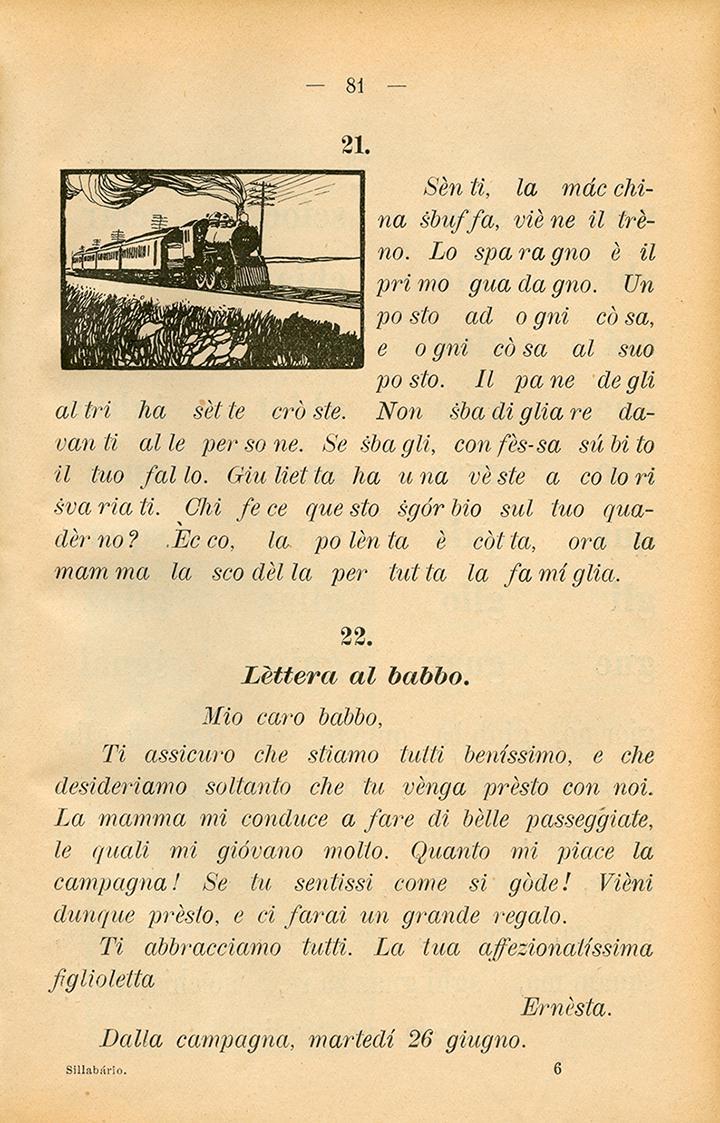 — 81 —
21.
Sèn ti, la mác chi-
na ṡbuf fa, viè ne il trè-
no. Lo spa ra gno è il
pri mo gua da gno. Un
po sto ad o gni cò sa,
e o gni cò sa al suo
po sto. Il pa ne de gli
al tri ha sèt te crò ste. Non ṡba di glia re da-
van ti al le per so ne. Se ṡba gli, con fès-sa sú bi to
il tuo fal lo. Giu liet ta ha u na vè ste a co lo ri
ṡva ria ti. Chi fe ce que sto ṡgór bio sul tuo qua-
dèr no? .Èc co, la po lèn ta è còt ta, ora la
mam ma la sco dèl la per tut ta la fa mí glia.
22.
Lèttera al babbo.
Mio caro babbo,
Ti assicuro che stiamo tutti beníssimo, e che
desideriamo soltanto che tu vènga prèsto con noi.
La mamma mi conduce a fare di bèlle passeggiate,
le quali mi gióvano molto. Quanto mi piace la
campagna! Se tu sentissi come si gòde! Vièni
dunque prèsto, e ci farai un grande regalo.
Ti abbracciamo tutti. La tua affezionatíssima
figlioletta
Ernèsta.
Dalla campagna, martedí 26 giugno.
Sillabário. 6